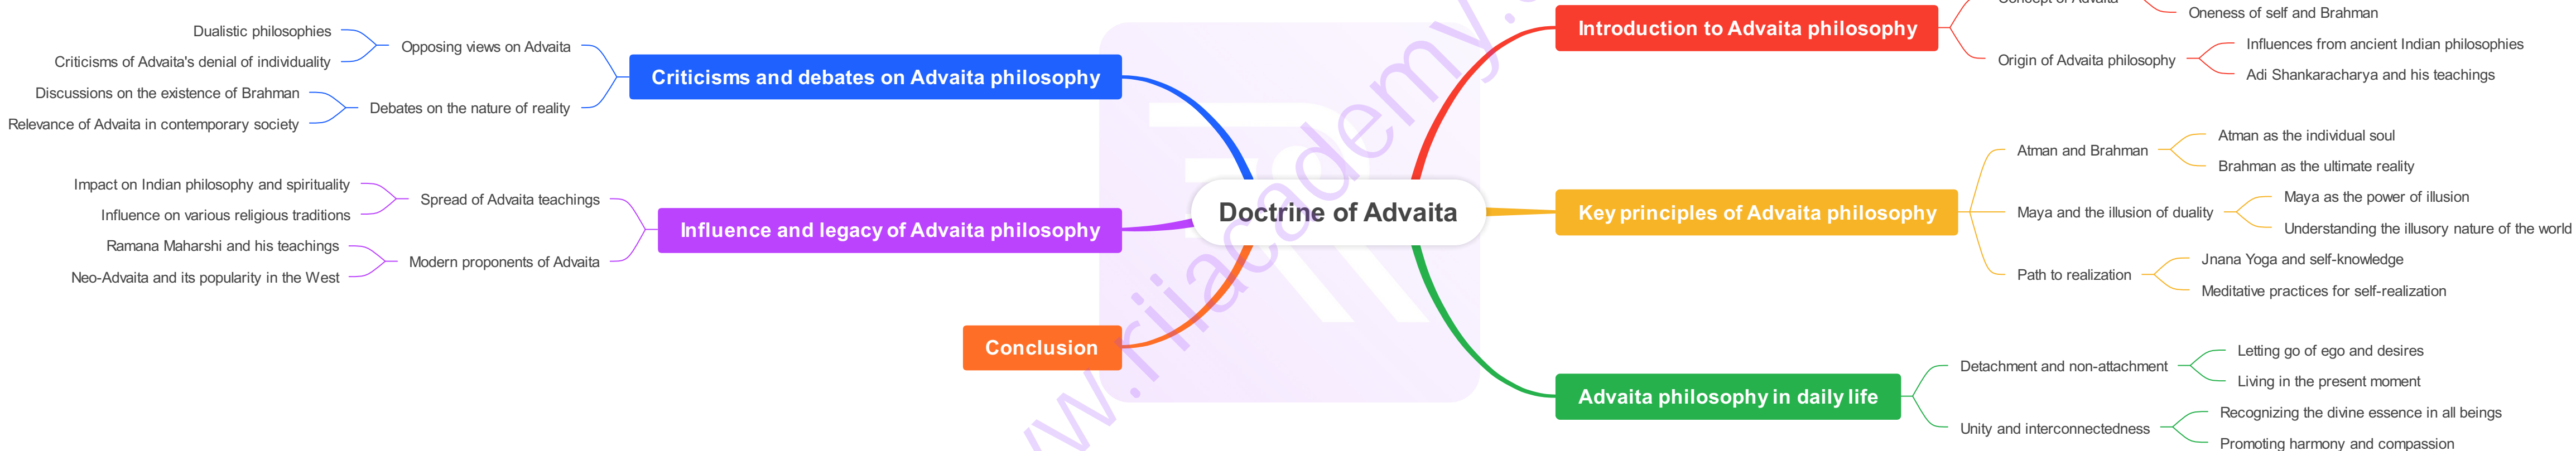 Doctrine of Advaita
Introduction to Advaita philosophy
Concept of Advaita
Oneness of self and Brahman
Origin of Advaita philosophy
Influences from ancient Indian philosophies
Adi Shankaracharya and his teachings
Key principles of Advaita philosophy
Atman and Brahman
Atman as the individual soul
Brahman as the ultimate reality
Maya and the illusion of duality
Maya as the power of illusion
Understanding the illusory nature of the world
Path to realization
Jnana Yoga and self-knowledge
Meditative practices for self-realization
Advaita philosophy in daily life
Detachment and non-attachment
Letting go of ego and desires
Living in the present moment
Unity and interconnectedness
Recognizing the divine essence in all beings
Promoting harmony and compassion
Criticisms and debates on Advaita philosophy
Opposing views on Advaita
Dualistic philosophies
Criticisms of Advaita's denial of individuality
Debates on the nature of reality
Discussions on the existence of Brahman
Relevance of Advaita in contemporary society
Influence and legacy of Advaita philosophy
Spread of Advaita teachings
Impact on Indian philosophy and spirituality
Influence on various religious traditions
Modern proponents of Advaita
Ramana Maharshi and his teachings
Neo-Advaita and its popularity in the West
Conclusion